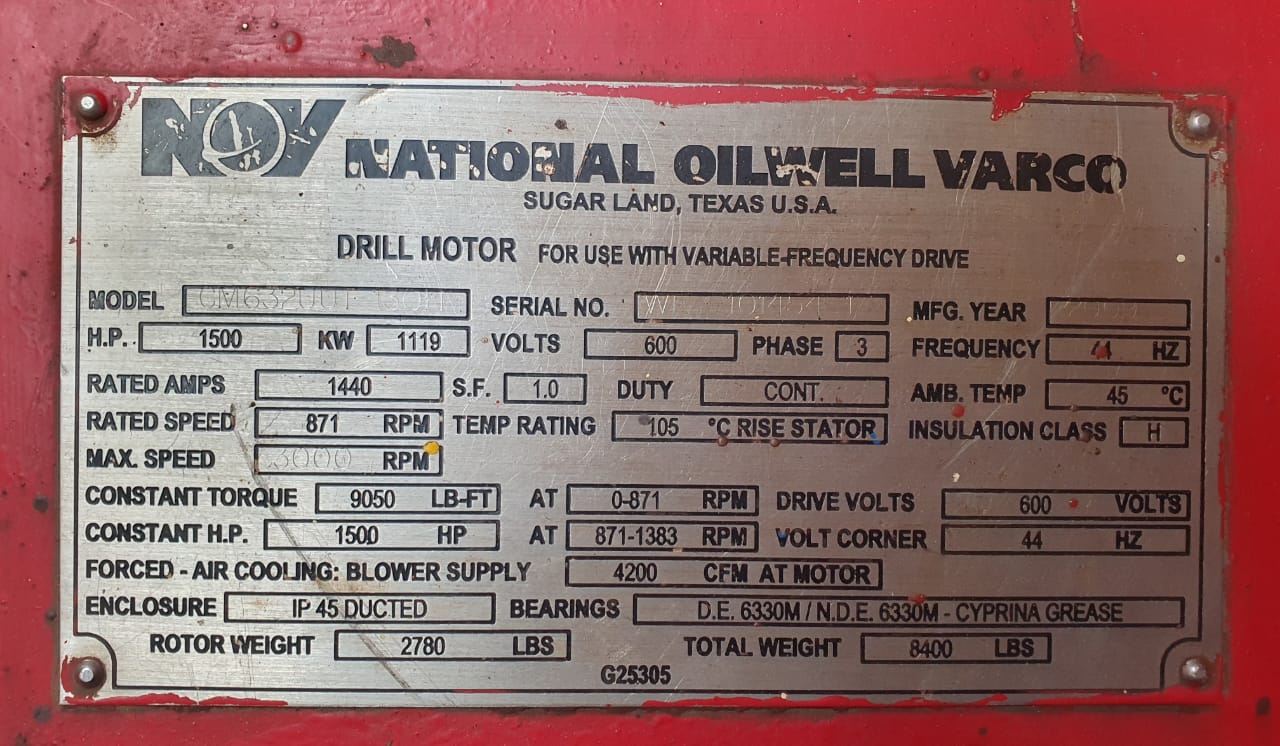 NOV NATIONAL OILWELL VARCO
SUGAR LAND, TEXAS U.S.A.
DRILL MOTOR FOR USE WITH VARIABLE-FREQUENCY DRIVE
MODEL SERIAL NO. MFG. YEAR
H.P. 1500 KW 1119 VOLTS 600 PHASE 3 FREQUENCY 44 HZ
RATED AMPS 1440 S.F. 1.0 DUTY CONT. AMB. TEMP 45 °C
RATED SPEED 871 RPM TEMP RATING 105 °C RISE STATOR INSULATION CLASS H
MAX. SPEED 3000 RPM
CONSTANT TORQUE 9050 LB-FT AT 0-871 RPM DRIVE VOLTS 600 VOLTS
CONSTANT H.P. 1500 HP AT 871-1383 RPM VOLT CORNER 44 HZ
FORCED - AIR COOLING: BLOWER SUPPLY 4200 CFM AT MOTOR
ENCLOSURE IP 45 DUCTED BEARINGS D.E. 6330M / N.D.E. 6330M - CYPRINA GREASE
ROTOR WEIGHT 2780 LBS TOTAL WEIGHT 8400 LBS
G25305